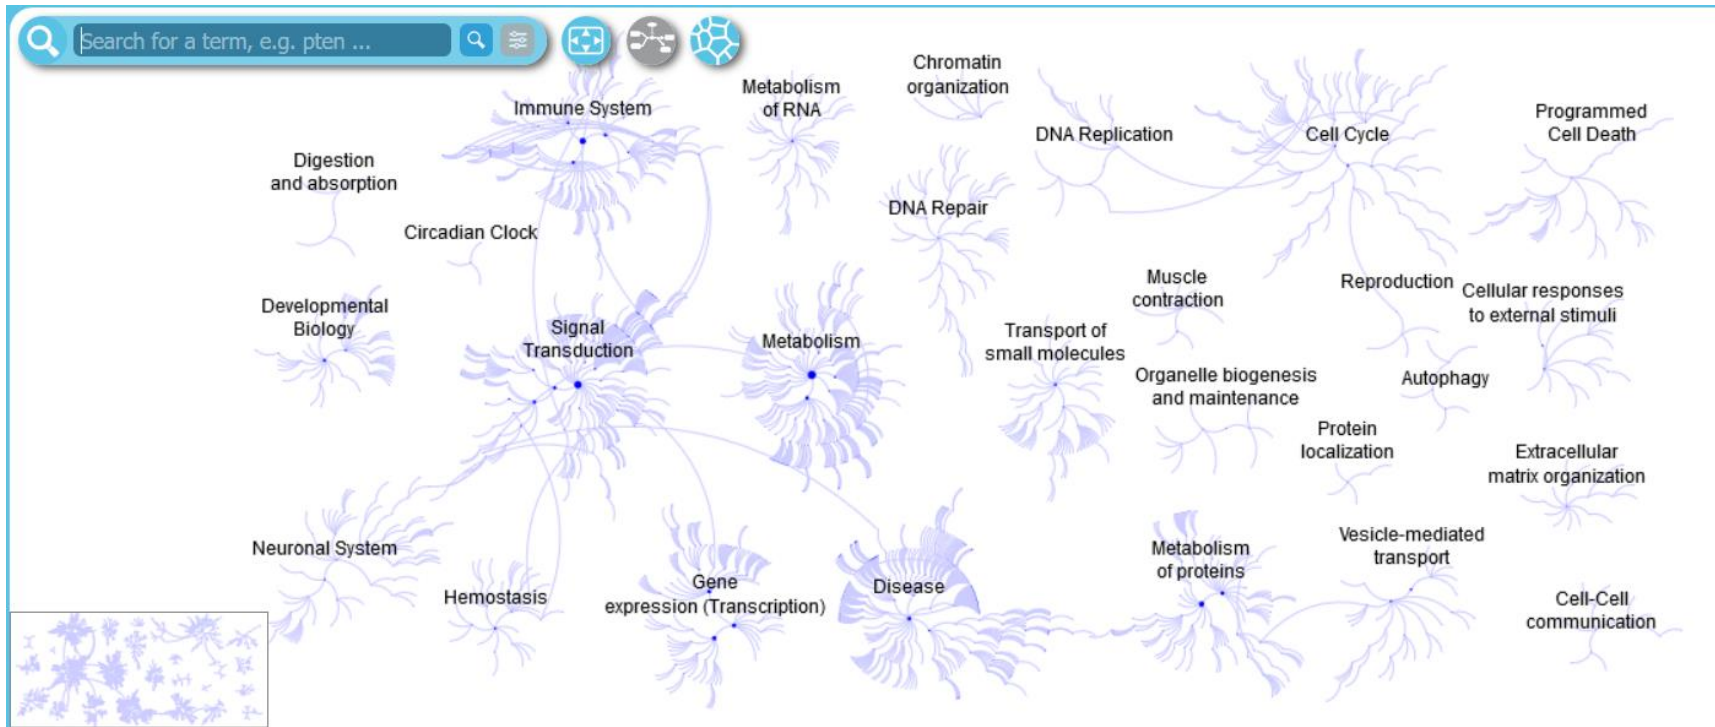 Search for a term, e.g. pten ...
Immune System
Metabolism
of RNA
Chromatin
organization
DNA Replication
Cell Cycle
Programmed
Cell Death
Digestion
and absorption
Circadian Clock
DNA Repair
Developmental
Biology
Signal
Transduction
Metabolism
Transport of
small molecules
Muscle
contraction
Reproduction
Cellular responses
to external stimuli
Organelle biogenesis
and maintenance
Autophagy
Protein
localization
Extracellular
matrix organization
Neuronal System
Hemostasis
Gene
expression (Transcription)
Disease
Metabolism
of proteins
Vesicle-mediated
transport
Cell-Cell
communication